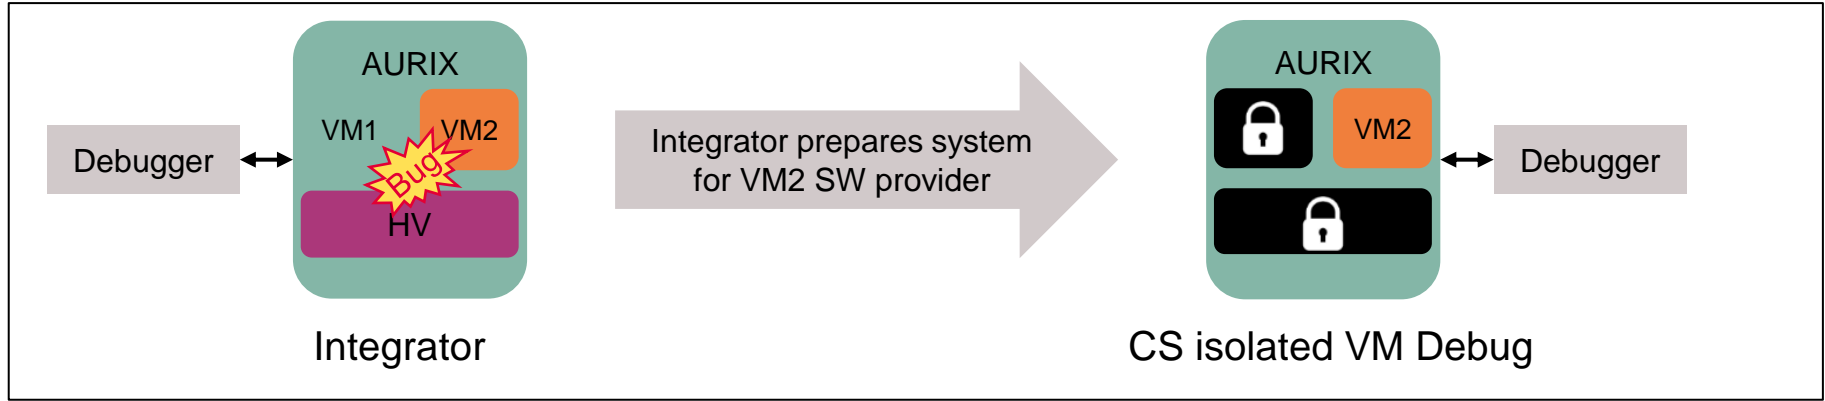 Debugger
AURIX
VM1
VM2
Bug
HV
Integrator
Integrator prepares system
for VM2 SW provider
AURIX
VM2
Debugger
CS isolated VM Debug